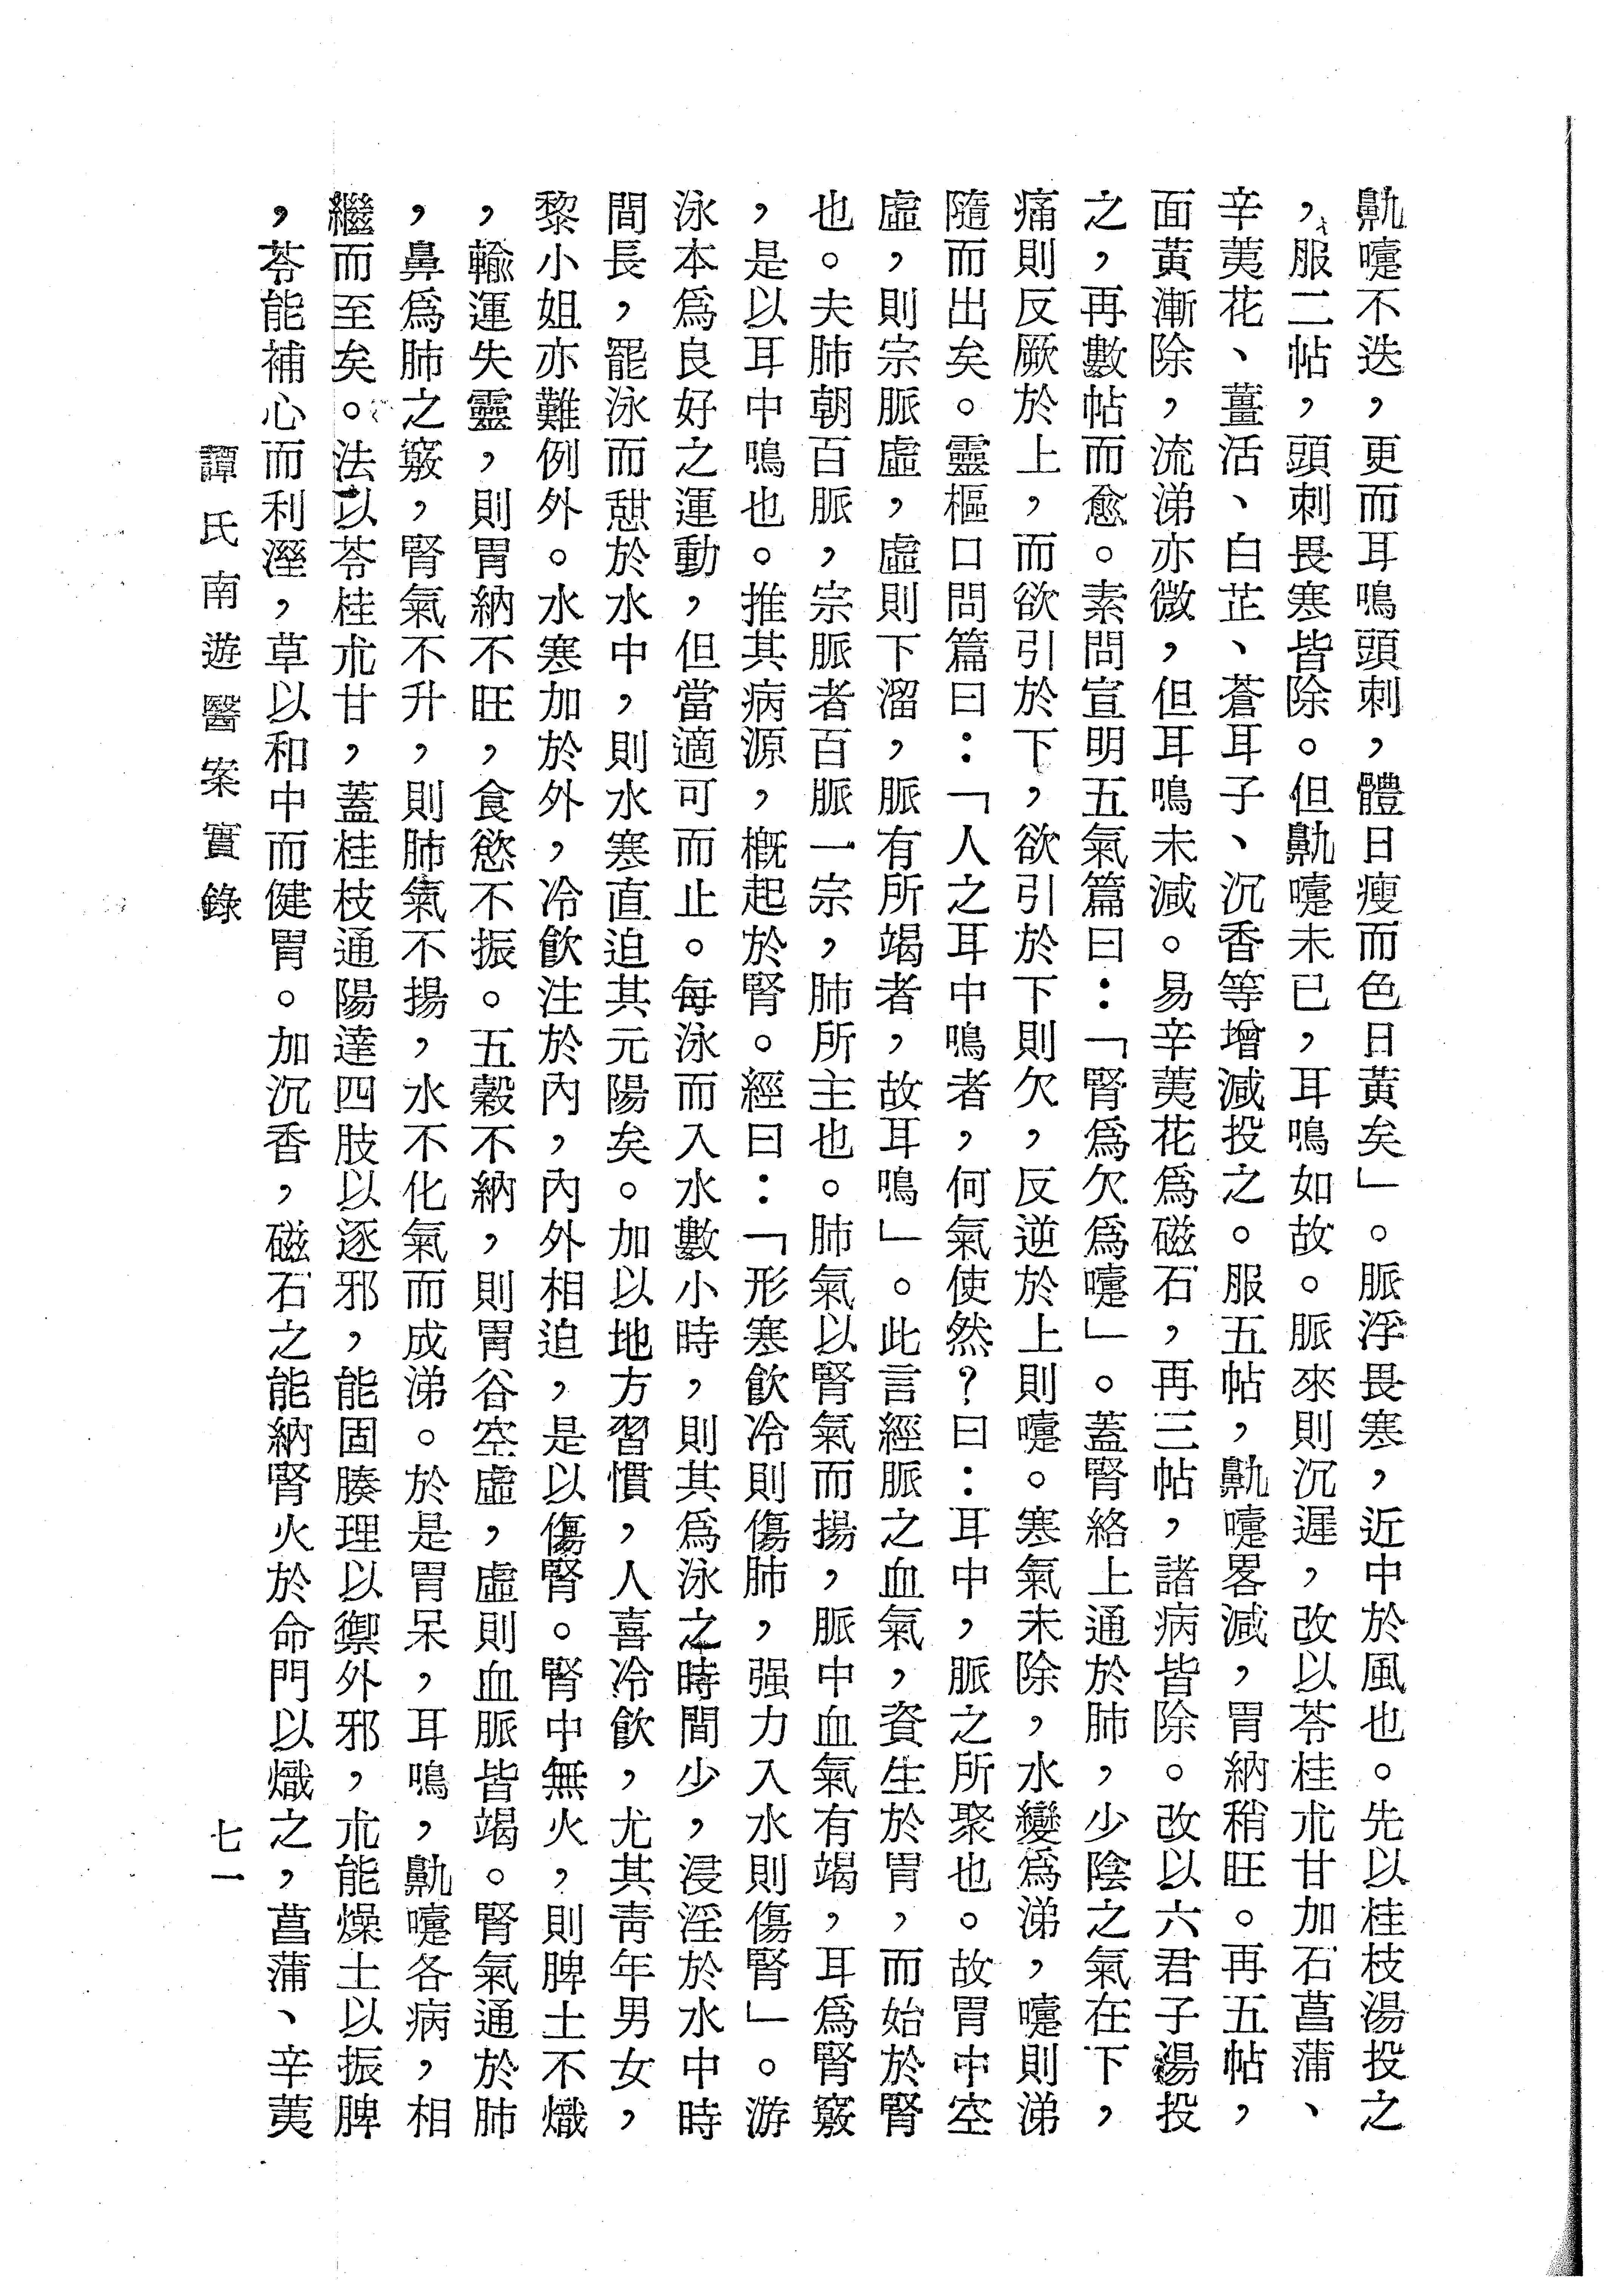 鼽嚏不迭，更而耳鳴頭刺，體日瘦而色日黃矣」。脈浮畏寒，近中於風也。先以桂枝湯投之
，服二帖，頭刺畏寒皆除。但鼽嚏未已，耳鳴如故。脈來則沉遲，改以苓桂朮甘加石菖蒲、
辛荑花、薑活、白芷、蒼耳子、沉香等增減投之。服五帖，鼽嚏畧減，胃納稍旺。再五帖，
面黃漸除，流涕亦微，但耳鳴未減。易辛荑花為磁石，再三帖，諸病皆除。改以六君子湯投
之，再數帖而愈。素問宣明五氣篇曰：「腎為欠為嚏」。蓋腎絡上通於肺，少陰之氣在下，
痛則反厥於上，而欲引於下，欲引於下則欠，反逆於上則嚏。寒氣未除，水變為涕，嚏則涕
隨而出矣。靈樞口問篇曰：「人之耳中鳴者，何氣使然？曰：耳中，脈之所聚也。故胃中空
虛，則宗脈虛，虛則下溜，脈有所竭者，故耳鳴」。此言經脈之血氣，資生於胃，而始於腎
也。夫肺朝百脈，宗脈者百脈一宗，肺所主也。肺氣以腎氣而揚，脈中血氣有竭，耳為腎竅
，是以耳中鳴也。推其病源，概起於腎。經曰：「形寒飲冷則傷肺，强力入水則傷腎」。游
泳本為良好之運動，但當適可而止。每泳而入水數小時，則其為泳之時間少，浸淫於水中時
間長，罷泳而憇於水中，則水寒直迫其元陽矣。加以地方習慣，人喜冷飲，尤其青年男女，
黎小姐亦難例外。水寒加於外，冷飲注於內，內外相迫，是以傷腎。腎中無火，則脾土不熾
，輸運失靈，則胃納不旺，食慾不振。五穀不納，則胃谷空虛，虛則血脈皆竭。腎氣通於肺
，鼻為肺之竅，腎氣不升，則肺氣不揚，水不化氣而成涕。於是胃呆，耳鳴，鼽嚏各病，相
繼而至矣。法以苓桂朮甘，蓋桂枝通陽達四肢以逐邪，能固腠理以禦外邪，朮能燥土以振脾
，苓能補心而利溼，草以和中而健胃。加沉香，磁石之能納腎火於命門以熾之，菖蒲、辛荑
譚氏南遊醫案實錄
七一